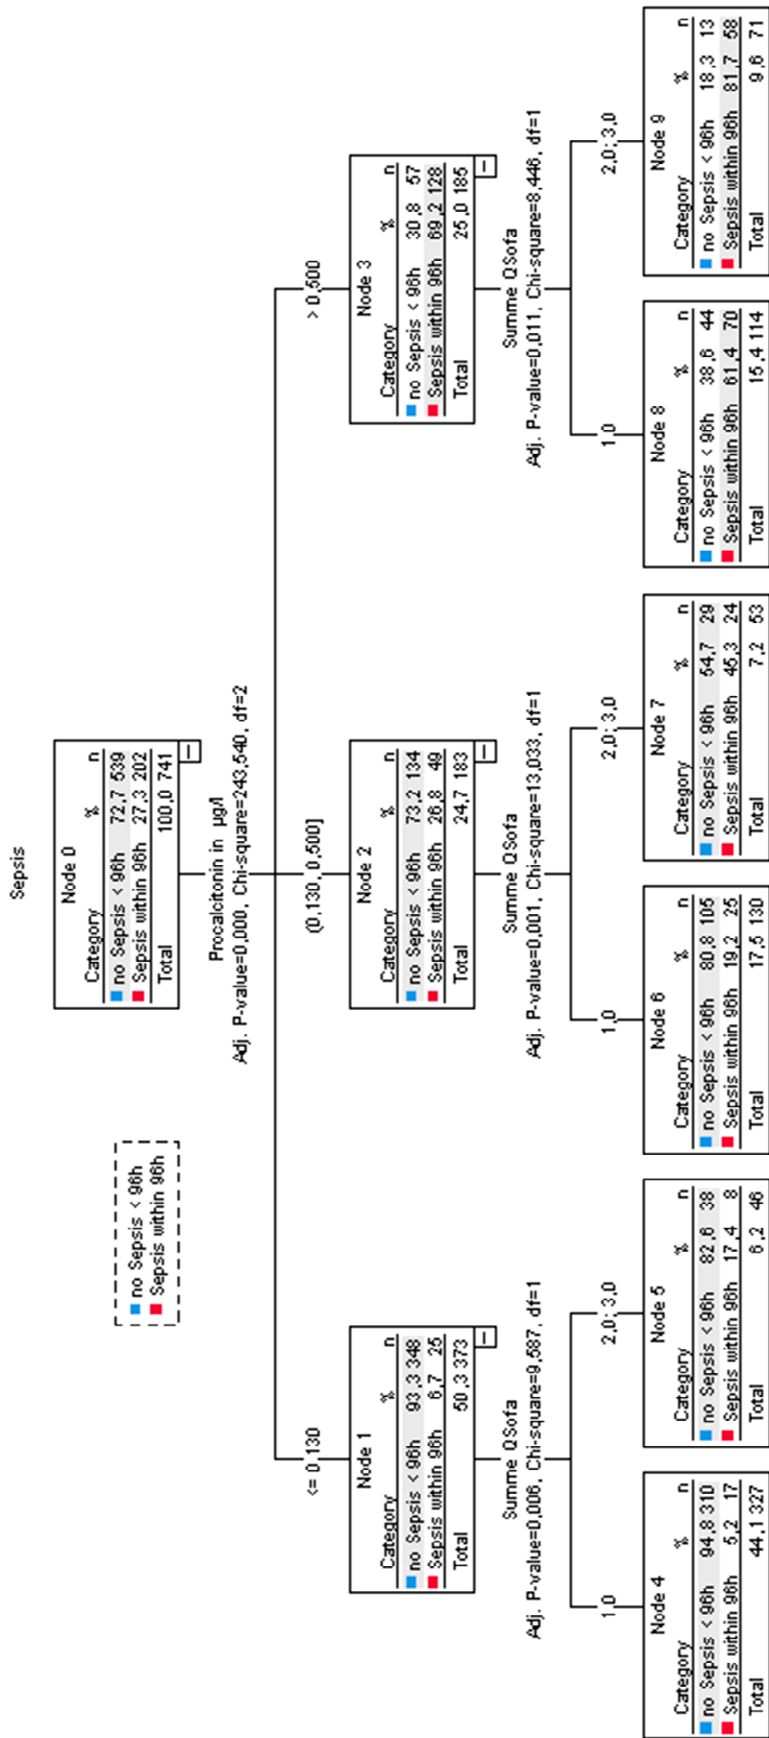 Sepsis
no Sepsis < 96h
Sepsis within 96h
Node 0
Category % n
no Sepsis < 96h 72,7 539
Sepsis within 96h 27,3 202
Total 100,0 741
Procalcitonin in µg/l
Adj. P-value=0,000, Chi-square=243,540, df=2
<= 0,130
(0,130, 0,500]
> 0,500
Node 1
Category % n
no Sepsis < 96h 93,3 348
Sepsis within 96h 6,7 25
Total 50,3 373
Summe QSofa
Adj. P-value=0,006, Chi-square=9,587, df=1
Node 2
Category % n
no Sepsis < 96h 73,2 134
Sepsis within 96h 26,8 49
Total 24,7 183
Summe QSofa
Adj. P-value=0,001, Chi-square=13,033, df=1
Node 3
Category % n
no Sepsis < 96h 30,8 57
Sepsis within 96h 69,2 128
Total 25,0 185
Summe QSofa
Adj. P-value=0,011, Chi-square=8,446, df=1
1,0
2,0; 3,0
1,0
2,0; 3,0
1,0
2,0; 3,0
Node 4
Category % n
no Sepsis < 96h 94,8 310
Sepsis within 96h 5,2 17
Total 44,1 327
Node 5
Category % n
no Sepsis < 96h 82,6 38
Sepsis within 96h 17,4 8
Total 6,2 46
Node 6
Category % n
no Sepsis < 96h 80,8 105
Sepsis within 96h 19,2 25
Total 17,5 130
Node 7
Category % n
no Sepsis < 96h 54,7 29
Sepsis within 96h 45,3 24
Total 7,2 53
Node 8
Category % n
no Sepsis < 96h 38,6 44
Sepsis within 96h 61,4 70
Total 15,4 114
Node 9
Category % n
no Sepsis < 96h 18,3 13
Sepsis within 96h 81,7 58
Total 9,6 71